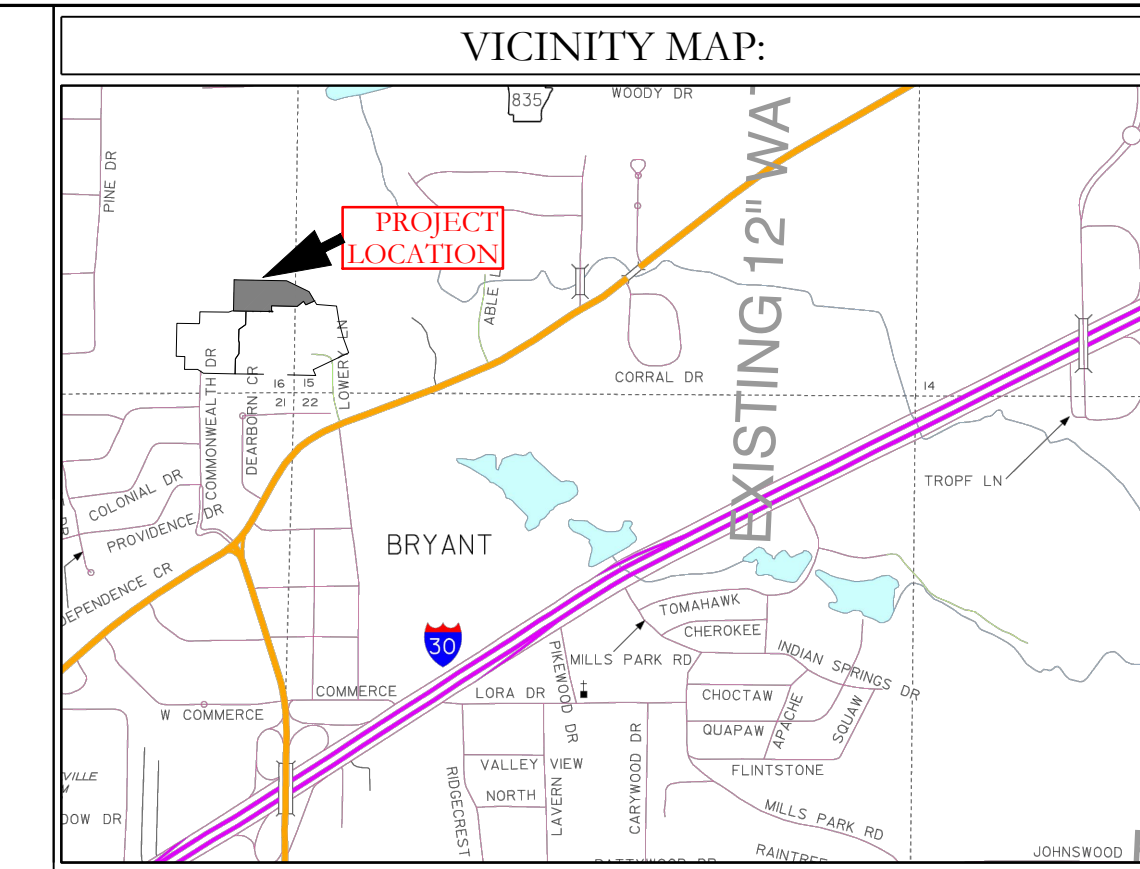 VICINITY MAP:
835
WOODY DR
PINE DR
EXISTING 12" WA
PROJECT
LOCATION
ABLE L
LOWERY LN
COMMONWEALTH DR
DEARBORN CR
16 15
21 22
CORRAL DR
14
TROPF LN
COLONIAL DR
PROVIDENCE DR
DEPENDENCE CR
BRYANT
30
TOMAHAWK
CHEROKEE
MILLS PARK RD
INDIAN SPRINGS DR
PIKEWOOD DR
COMMERCE
W COMMERCE
LORA DR
CHOCTAW
QUAPAW
APACHE
SQUAW
FLINTSTONE
VALLEY VIEW
NORTH
RIDGECREST
LAVERN
CARYWOOD DR
MILLS PARK RD
VILLE
M
DOW DR
RAINTREE
JOHNSWOOD